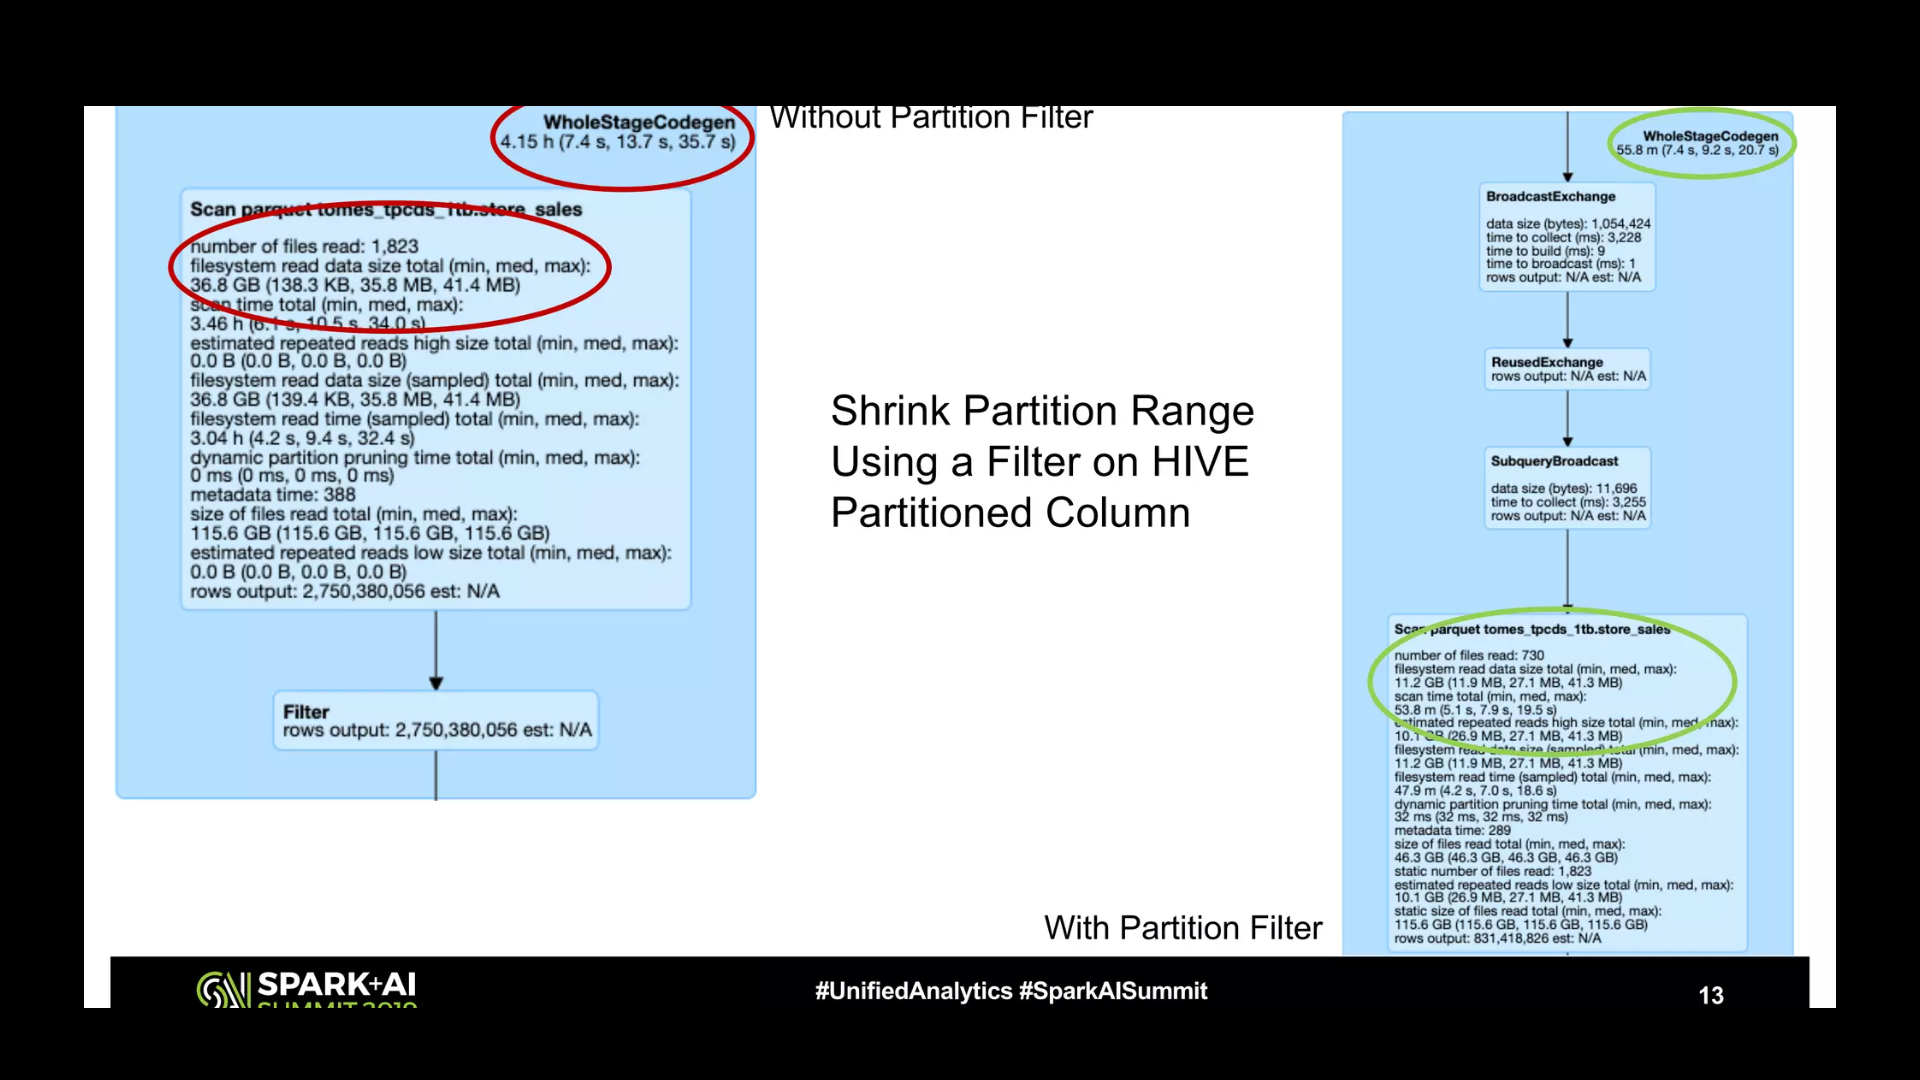 Without Partition Filter
WholeStageCodegen
4.15 h (7.4 s, 13.7 s, 35.7 s)
Scan parquet tomes_tpcds_1tb.store_sales
number of files read: 1,823
filesystem read data size total (min, med, max):
36.8 GB (138.3 KB, 35.8 MB, 41.4 MB)
scan time total (min, med, max):
3.46 h (6.1 s, 10.5 s, 34.0 s)
estimated repeated reads high size total (min, med, max):
0.0 B (0.0 B, 0.0 B, 0.0 B)
filesystem read data size (sampled) total (min, med, max):
36.8 GB (139.4 KB, 35.8 MB, 41.4 MB)
filesystem read time (sampled) total (min, med, max):
3.04 h (4.2 s, 9.4 s, 32.4 s)
dynamic partition pruning time total (min, med, max):
0 ms (0 ms, 0 ms, 0 ms)
metadata time: 388
size of files read total (min, med, max):
115.6 GB (115.6 GB, 115.6 GB, 115.6 GB)
estimated repeated reads low size total (min, med, max):
0.0 B (0.0 B, 0.0 B, 0.0 B)
rows output: 2,750,380,056 est: N/A
Filter
rows output: 2,750,380,056 est: N/A
Shrink Partition Range
Using a Filter on HIVE
Partitioned Column
With Partition Filter
WholeStageCodegen
55.8 m (7.4 s, 9.2 s, 20.7 s)
BroadcastExchange
data size (bytes): 1,054,424
time to collect (ms): 3,228
time to build (ms): 9
time to broadcast (ms): 1
rows output: N/A est: N/A
ReusedExchange
rows output: N/A est: N/A
SubqueryBroadcast
data size (bytes): 11,696
time to collect (ms): 3,255
rows output: N/A est: N/A
Scan parquet tomes_tpcds_1tb.store_sales
number of files read: 730
filesystem read data size total (min, med, max):
11.2 GB (11.9 MB, 27.1 MB, 41.3 MB)
scan time total (min, med, max):
53.8 m (5.1 s, 7.9 s, 19.5 s)
estimated repeated reads high size total (min, med, max):
10.1 GB (26.9 MB, 27.1 MB, 41.3 MB)
filesystem read data size (sampled) total (min, med, max):
11.2 GB (11.9 MB, 27.1 MB, 41.3 MB)
filesystem read time (sampled) total (min, med, max):
47.9 m (4.2 s, 7.0 s, 18.6 s)
dynamic partition pruning time total (min, med, max):
32 ms (32 ms, 32 ms, 32 ms)
metadata time: 289
size of files read total (min, med, max):
46.3 GB (46.3 GB, 46.3 GB, 46.3 GB)
static number of files read: 1,823
estimated repeated reads low size total (min, med, max):
10.1 GB (26.9 MB, 27.1 MB, 41.3 MB)
static size of files read total (min, med, max):
115.6 GB (115.6 GB, 115.6 GB, 115.6 GB)
rows output: 831,418,826 est: N/A
SPARK+AI
SUMMIT 2019
#UnifiedAnalytics #SparkAISummit
13